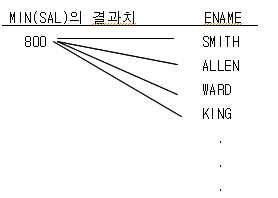 MIN(SAL)의 결과치 ENAME
800 SMITH
ALLEN
WARD
KING
.
.
.